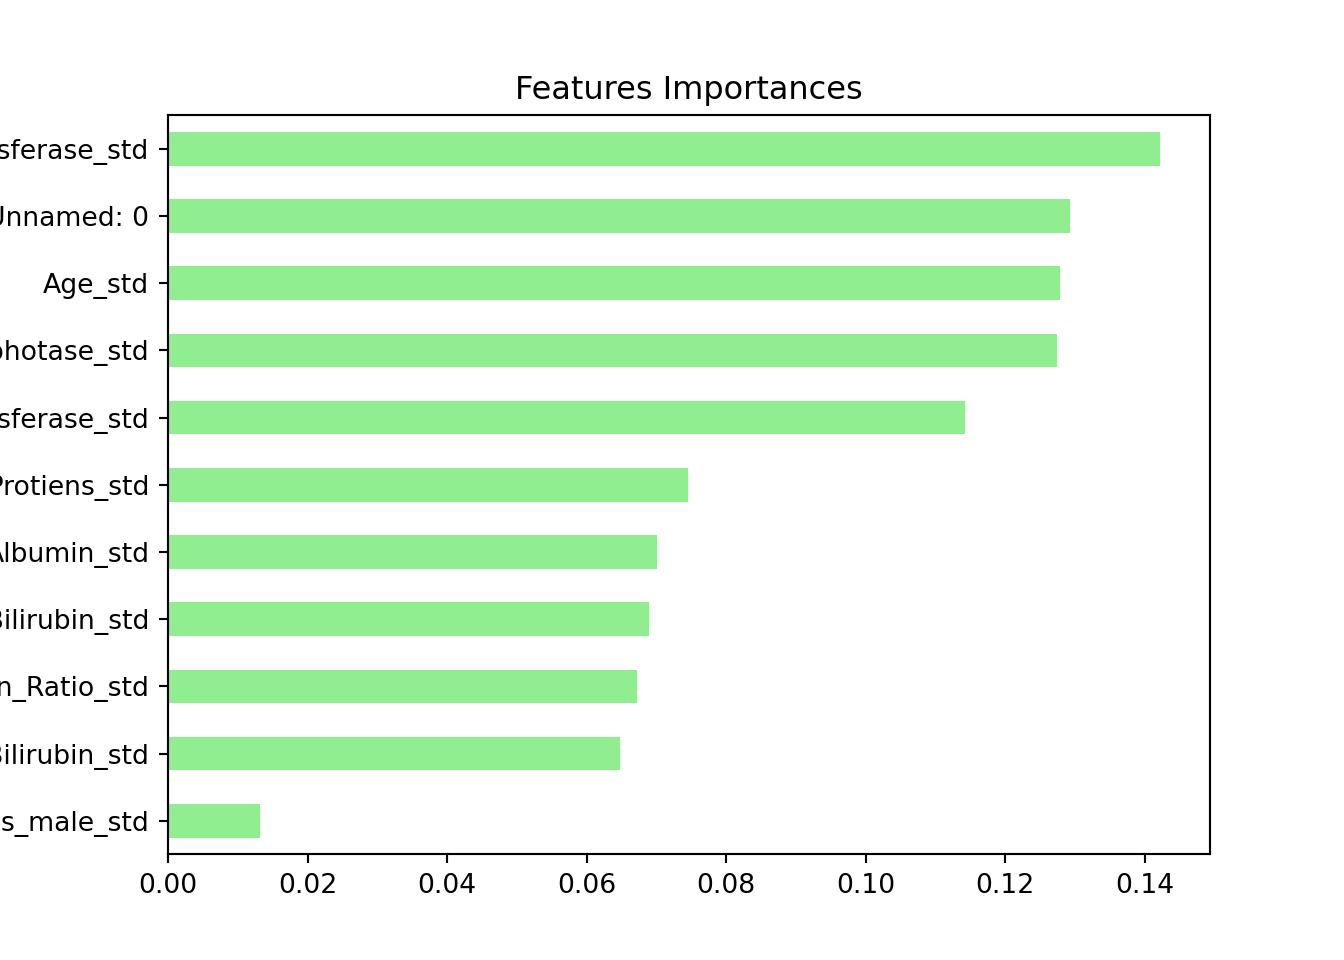 Features Importances
sferase_std
Unnamed: 0
Age_std
photase_std
sferase_std
Protiens_std
Albumin_std
Bilirubin_std
n_Ratio_std
Bilirubin_std
s_male_std
0.00 0.02 0.04 0.06 0.08 0.10 0.12 0.14